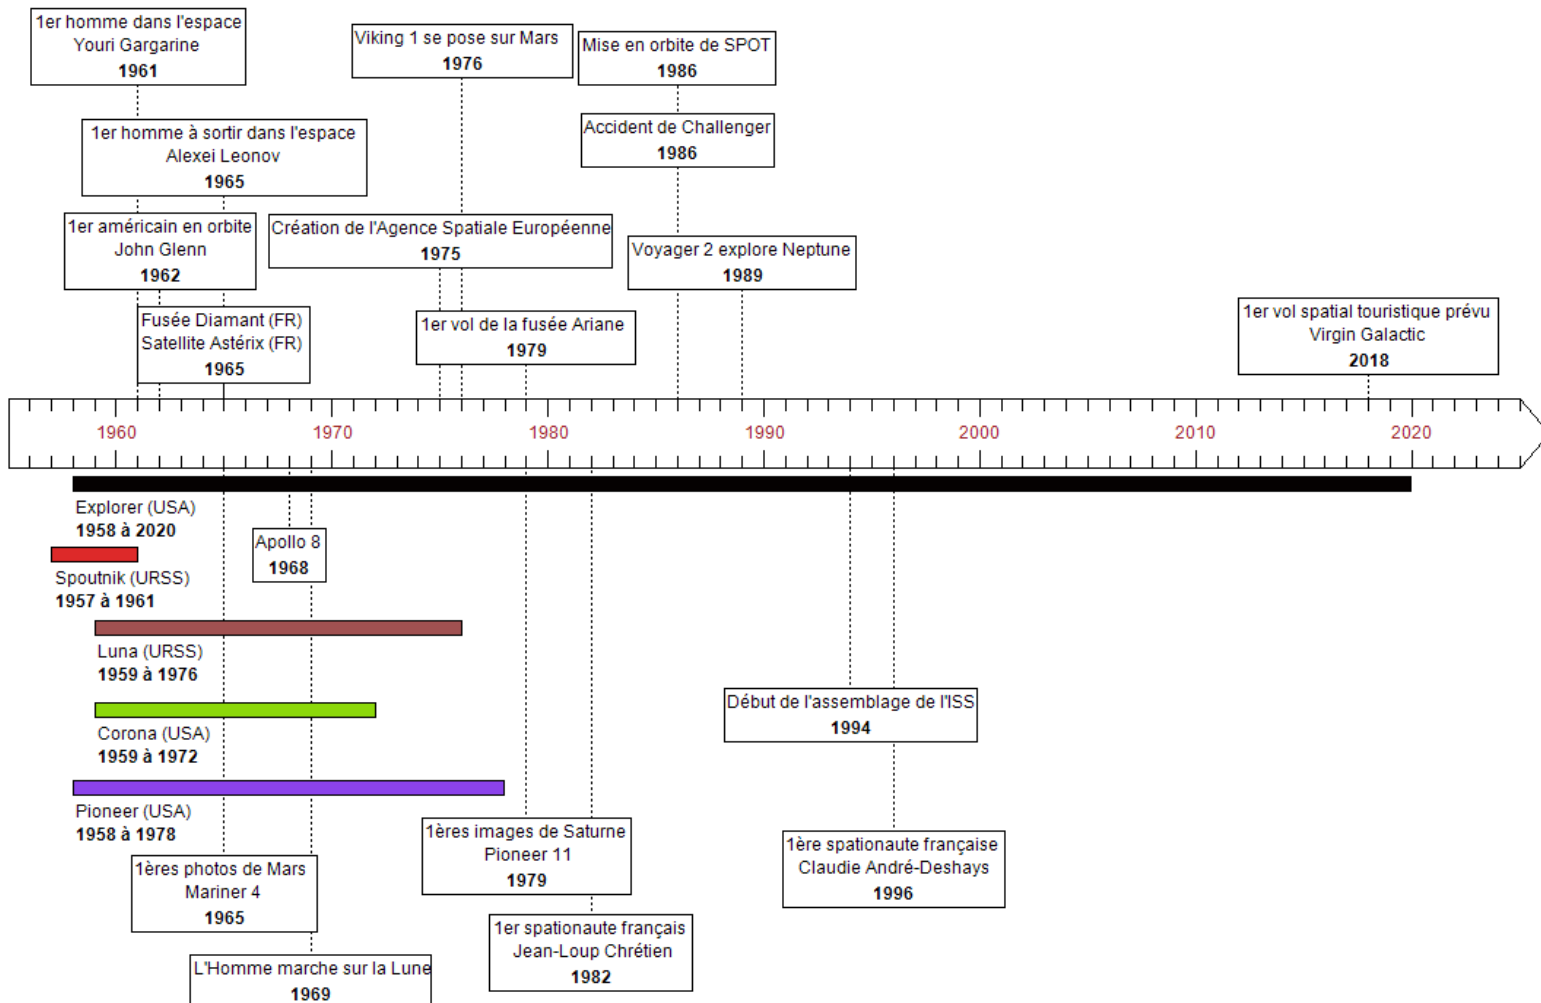 1er homme dans l'espace
Youri Gargarine
1961
Viking 1 se pose sur Mars
1976
Mise en orbite de SPOT
1986
1er homme à sortir dans l'espace
Alexei Leonov
1965
Accident de Challenger
1986
1er américain en orbite
John Glenn
1962
Création de l'Agence Spatiale Européenne
1975
Voyager 2 explore Neptune
1989
Fusée Diamant (FR)
Satellite Astérix (FR)
1965
1er vol de la fusée Ariane
1979
1er vol spatial touristique prévu
Virgin Galactic
2018
1960 1970 1980 1990 2000 2010 2020
Explorer (USA)
1958 à 2020
Apollo 8
1968
Spoutnik (URSS)
1957 à 1961
Luna (URSS)
1959 à 1976
Début de l'assemblage de l'ISS
1994
Corona (USA)
1959 à 1972
Pioneer (USA)
1958 à 1978
1ères images de Saturne
Pioneer 11
1979
1ère spationaute française
Claudie André-Deshays
1996
1ères photos de Mars
Mariner 4
1965
1er spationaute français
Jean-Loup Chrétien
1982
L'Homme marche sur la Lune
1969